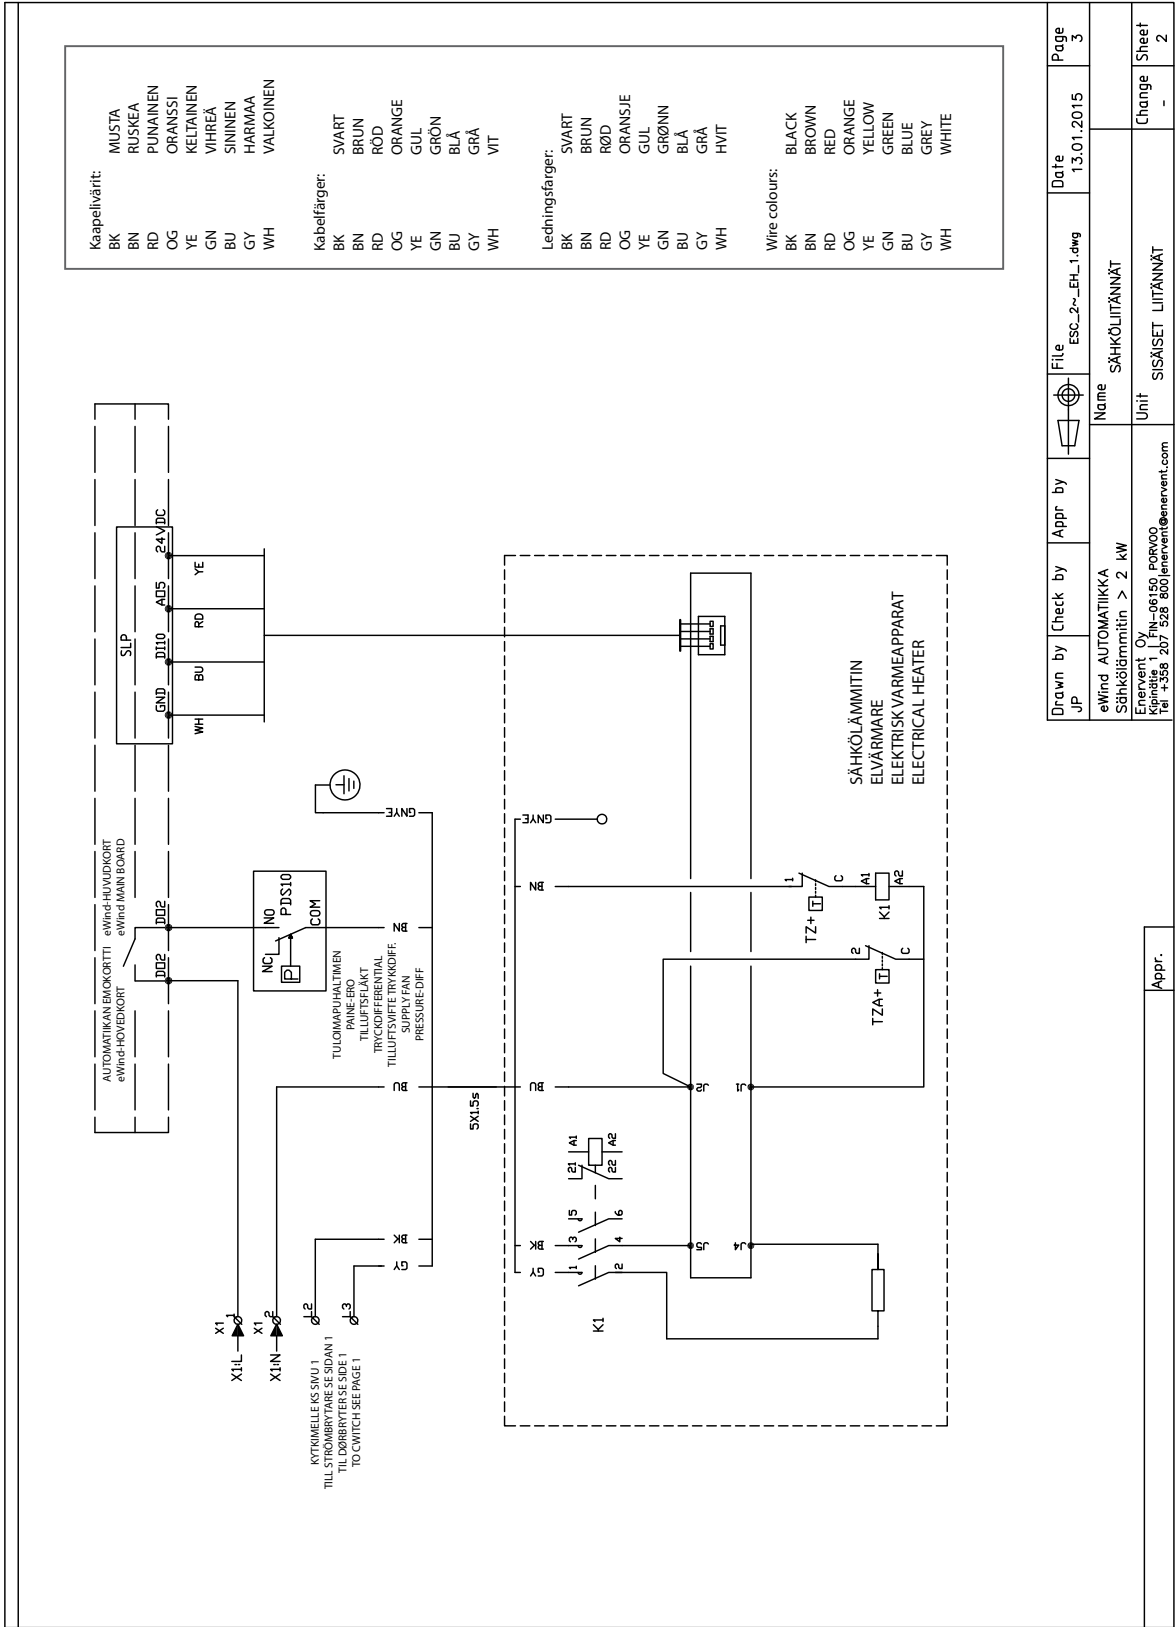 AUTOMATIIKAN EMOKORTTI eWind-HUVUDKORT
eWind-HOVEDKORT eWind MAIN BOARD
SLP
DO2
DO2
GND
DI10
AO5
24VDC
WH
BU
RD
YE
X1
1
X1:L
X1
2
X1:N
L2
L3
KYTKIMELLE KS SIVU 1
TILL STRÖMBRYTARE SE SIDAN 1
TIL DØRBRYTER SE SIDE 1
TO CWITCH SEE PAGE 1
NC
NO
PDS10
P
COM
TULOIMAPUHALTIMEN
PAINE-ERO
TILLUFTSFLÄKT
TRYCKDIFFERENTIAL
TILLUFTSVIFTE TRYKKDIFF.
SUPPLY FAN
PRESSURE-DIFF
GY
BK
BU
BN
GNYE
5X1.5s
GY
BK
BU
BN
GNYE
K1
1
2
3
4
5
6
21
22
A1
A2
J5
J4
J2
J1
TZA+
T
2
C
TZ+
T
1
C
A1
A2
K1
SÄHKÖLÄMMITIN
ELVÄRMARE
ELEKTRISK VARMEAPPARAT
ELECTRICAL HEATER
Kaapelivärit:
BK MUSTA
BN RUSKEA
RD PUNAINEN
OG ORANSSI
YE KELTAINEN
GN VIHREÄ
BU SININEN
GY HARMAA
WH VALKOINEN
Kabelfärger:
BK SVART
BN BRUN
RD RÖD
OG ORANGE
YE GUL
GN GRÖN
BU BLÅ
GY GRÅ
WH VIT
Ledningsfarger:
BK SVART
BN BRUN
RD RØD
OG ORANSJE
YE GUL
GN GRØNN
BU BLÅ
GY GRÅ
WH HVIT
Wire colours:
BK BLACK
BN BROWN
RD RED
OG ORANGE
YE YELLOW
GN GREEN
BU BLUE
GY GREY
WH WHITE
Appr.
Drawn by Check by Appr by File Date Page
JP ESC_2~_EH_1.dwg 13.01.2015 3
eWind AUTOMATIIKKA
Sähkölämmitin > 2 kW
Name
SÄHKÖLIITÄNNÄT
Enervent Oy
Kipinätie 1 | FIN-06150 PORVOO
Tel +358 207 528 800|enervent@enervent.com
Unit
SISÄISET LIITÄNNÄT
Change Sheet
- 2